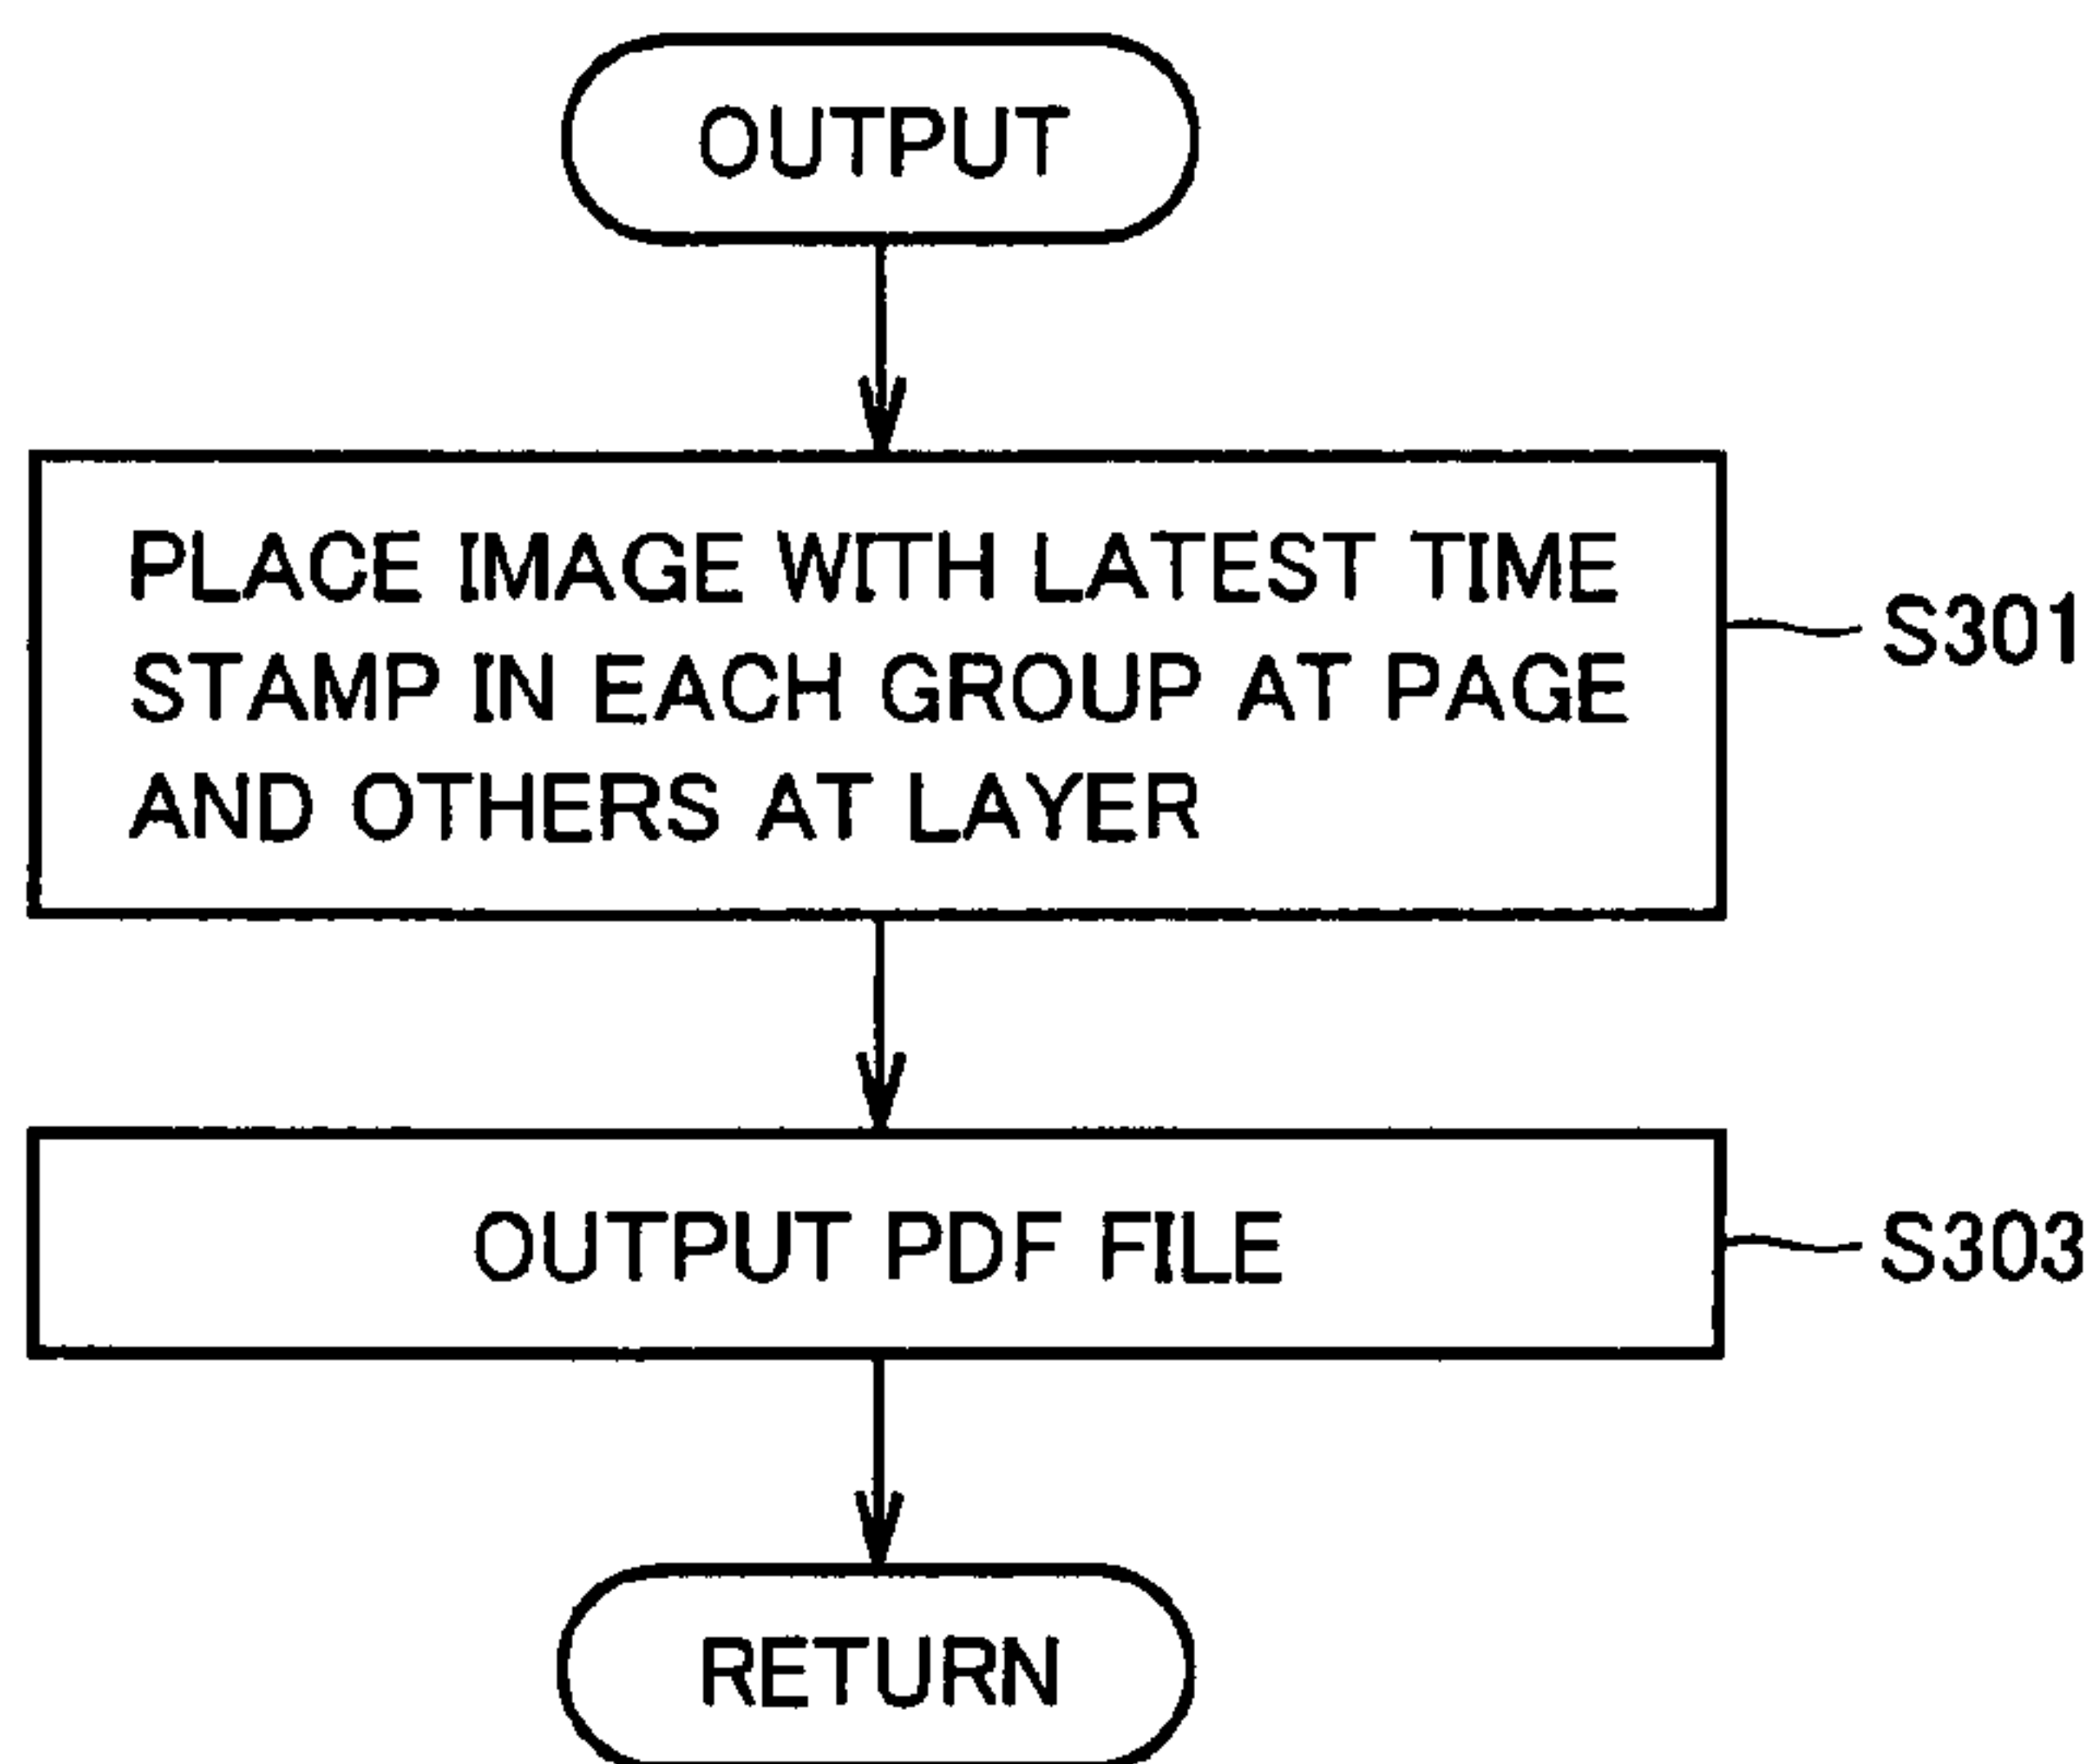 OUTPUT
PLACE IMAGE WITH LATEST TIME
STAMP IN EACH GROUP AT PAGE
AND OTHERS AT LAYER
S301
OUTPUT PDF FILE
S303
RETURN